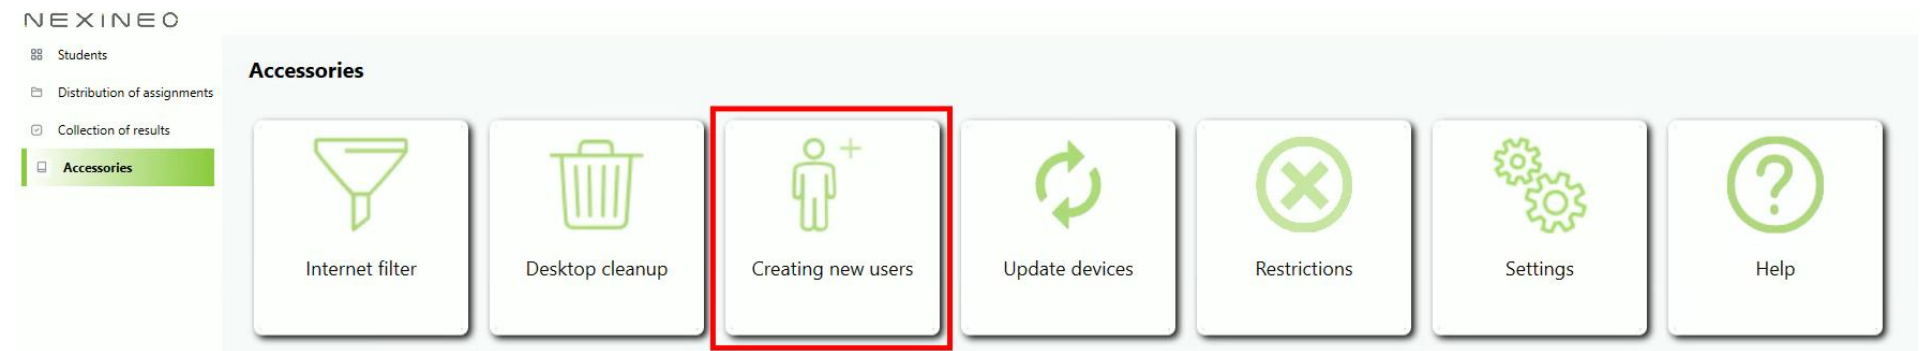 NEXINEO
Students
Distribution of assignments
Collection of results
Accessories
Accessories
Internet filter
Desktop cleanup
Creating new users
Update devices
Restrictions
Settings
Help